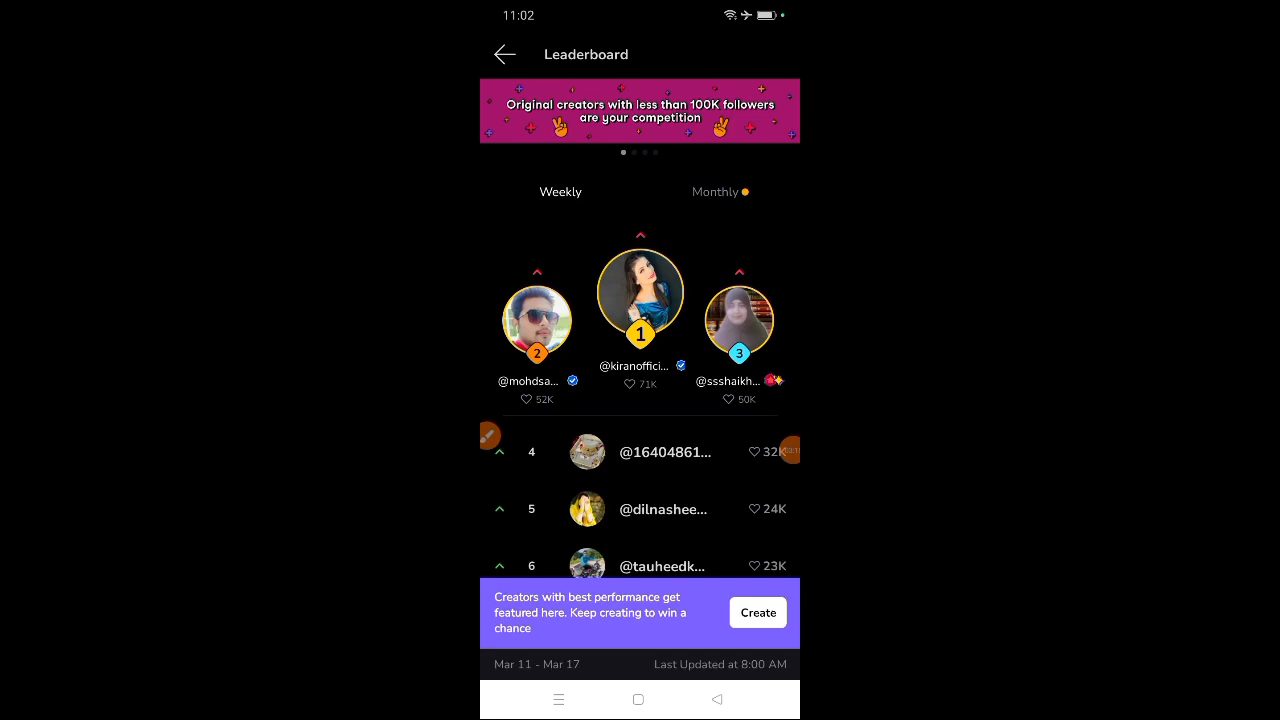 11:02
Leaderboard
Original creators with less than 100K followers
are your competition
Weekly
Monthly
1
2
3
@kiranoffici...
71K
@mohdsa...
52K
@ssshaikh...
50K
4
@16404861...
32K
5
@dilnashee...
24K
6
@tauheedk...
23K
Creators with best performance get
featured here. Keep creating to win a
chance
Create
Mar 11 - Mar 17
Last Updated at 8:00 AM